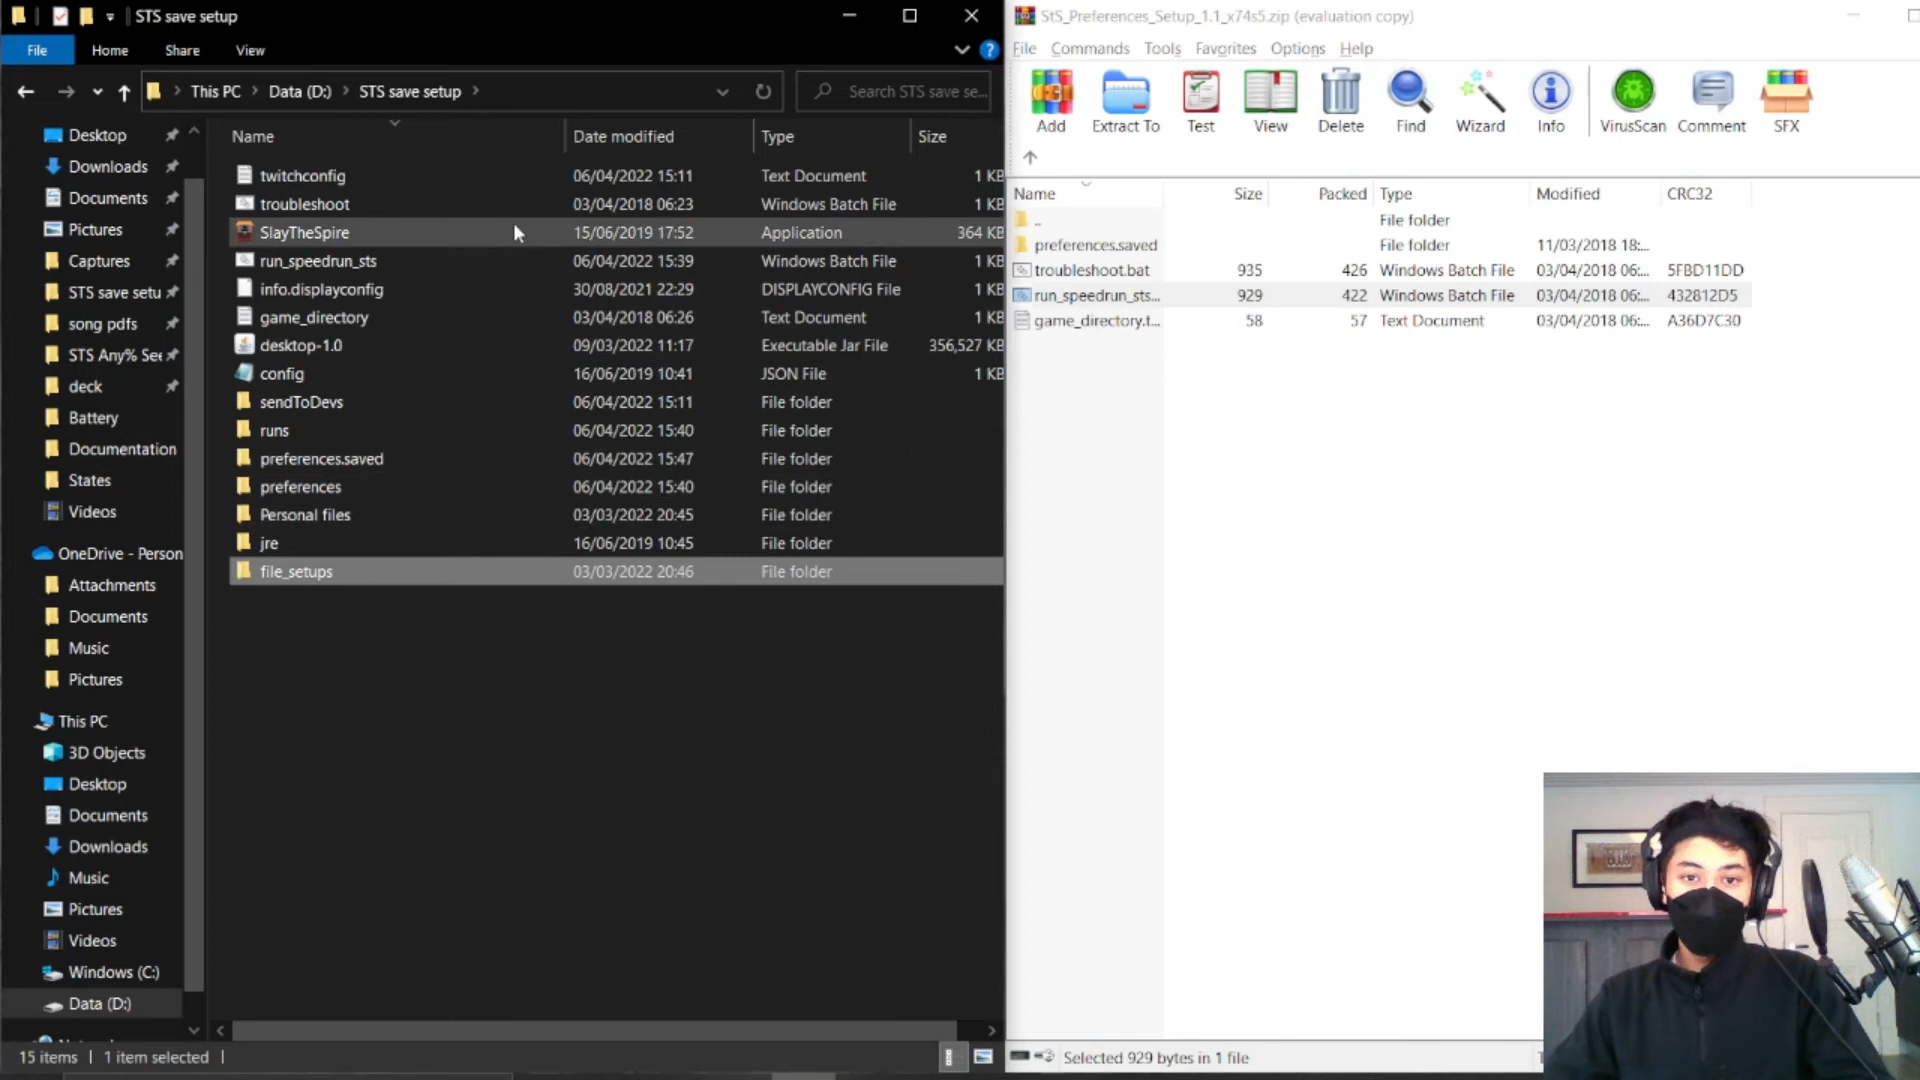 STS save setup
File Home Share View
This PC > Data (D:) > STS save setup >
Search STS save se...
Desktop
Downloads
Documents
Pictures
Captures
STS save setu
song pdfs
STS Any% See
deck
Battery
Documentation
States
Videos
OneDrive - Person
Attachments
Documents
Music
Pictures
This PC
3D Objects
Desktop
Documents
Downloads
Music
Pictures
Videos
Windows (C:)
Data (D:)
Name Date modified Type Size
twitchconfig 06/04/2022 15:11 Text Document 1 KB
troubleshoot 03/04/2018 06:23 Windows Batch File 1 KB
SlayTheSpire 15/06/2019 17:52 Application 364 KB
run_speedrun_sts 06/04/2022 15:39 Windows Batch File 1 KB
info.displayconfig 30/08/2021 22:29 DISPLAYCONFIG File 1 KB
game_directory 03/04/2018 06:26 Text Document 1 KB
desktop-1.0 09/03/2022 11:17 Executable Jar File 356,527 KB
config 16/06/2019 10:41 JSON File 1 KB
sendToDevs 06/04/2022 15:11 File folder
runs 06/04/2022 15:40 File folder
preferences.saved 06/04/2022 15:47 File folder
preferences 06/04/2022 15:40 File folder
Personal files 03/03/2022 20:45 File folder
jre 16/06/2019 10:45 File folder
file_setups 03/03/2022 20:46 File folder
15 items 1 item selected
StS_Preferences_Setup_1.1_x74s5.zip (evaluation copy)
File Commands Tools Favorites Options Help
Add Extract To Test View Delete Find Wizard Info VirusScan Comment SFX
Name Size Packed Type Modified CRC32
.. File folder
preferences.saved File folder 11/03/2018 18:...
troubleshoot.bat 935 426 Windows Batch File 03/04/2018 06:... 5FBD11DD
run_speedrun_sts... 929 422 Windows Batch File 03/04/2018 06:... 432812D5
game_directory.t... 58 57 Text Document 03/04/2018 06:... A36D7C30
Selected 929 bytes in 1 file